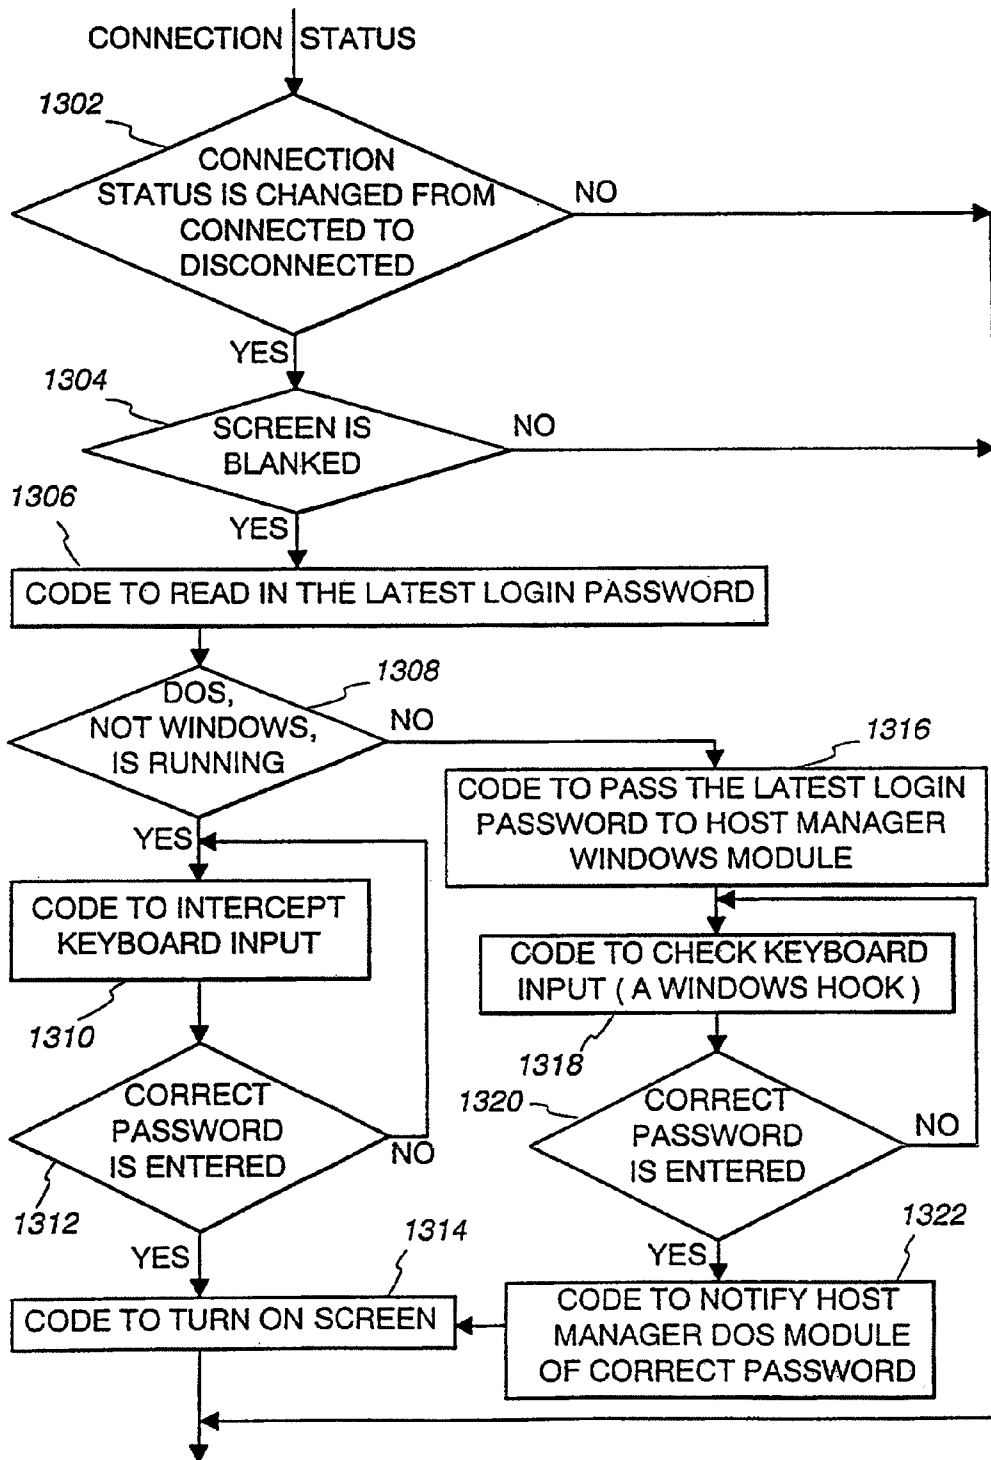 CONNECTION STATUS
1302
CONNECTION
STATUS IS CHANGED FROM
CONNECTED TO
DISCONNECTED
NO
YES
1304
SCREEN IS
BLANKED
NO
1306
YES
CODE TO READ IN THE LATEST LOGIN PASSWORD
1308
DOS,
NOT WINDOWS,
IS RUNNING
NO
1316
CODE TO PASS THE LATEST LOGIN
PASSWORD TO HOST MANAGER
WINDOWS MODULE
YES
CODE TO INTERCEPT
KEYBOARD INPUT
1310
CODE TO CHECK KEYBOARD
INPUT ( A WINDOWS HOOK )
1318
CORRECT
PASSWORD
IS ENTERED
NO
1312
1320
CORRECT
PASSWORD
IS ENTERED
NO
YES
1314
CODE TO TURN ON SCREEN
YES
1322
CODE TO NOTIFY HOST
MANAGER DOS MODULE
OF CORRECT PASSWORD